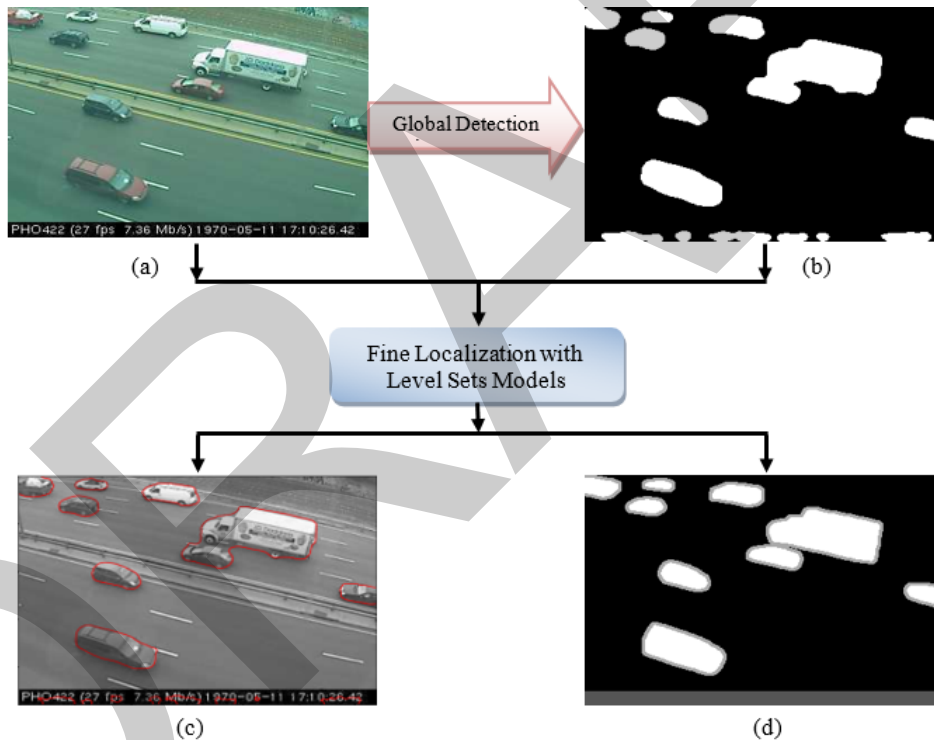 Global Detection
PHO422 (27 fps 7.36 Mb/s) 1970-05-11 17:10:26.42
(a)
(b)
Fine Localization with
Level Sets Models
PHO422 (27 fps 7.36 Mb/s) 1970-05-11 17:10:26.42
(c)
(d)
DRA